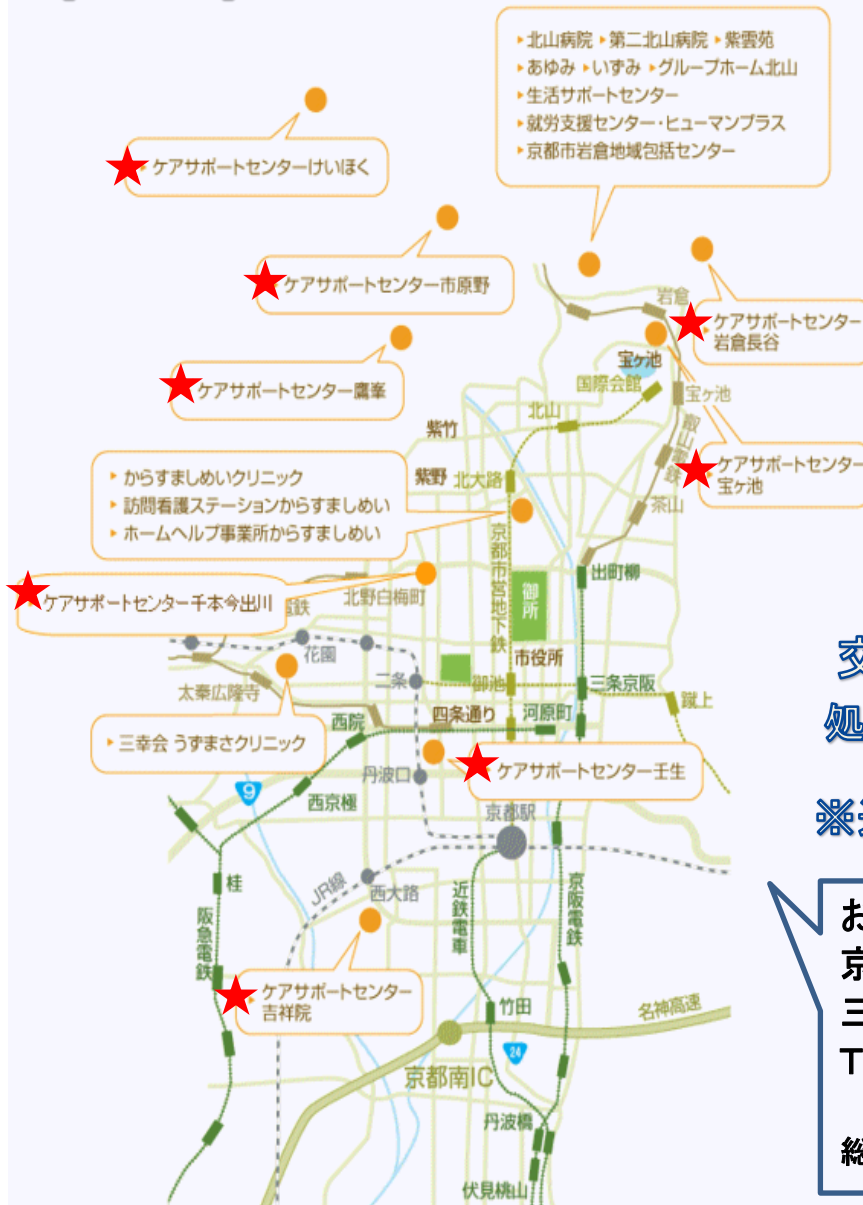 ▸北山病院 ▸第二北山病院 ▸紫雲苑
▸あゆみ ▸いずみ ▸グループホーム北山
▸生活サポートセンター
▸就労支援センター・ヒューマンプラス
▸京都市岩倉地域包括センター
ケアサポートセンターけいほく
ケアサポートセンター市原野
岩倉
ケアサポートセンター
岩倉長谷
宝ヶ池
国際会館
宝ヶ池
ケアサポートセンター鷹峯
北山
叡山電鉄
紫竹
ケアサポートセンター
宝ヶ池
紫野
北大路
茶山
▸からすましめいクリニック
▸訪問看護ステーションからすましめい
▸ホームヘルプ事業所からすましめい
京都市営地下鉄
出町柳
御所
ケアサポートセンター千本今出川
電鉄
北野白梅町
花園
市役所
太秦広隆寺
二条
御池
三条京阪
蹴上
四条通り
河原町
西院
▸三幸会 うずまさクリニック
ケアサポートセンター壬生
丹波口
9
西京極
京都駅
桂
JR線
西大路
近鉄電車
京阪電鉄
阪急電鉄
ケアサポートセンター
吉祥院
竹田
名神高速
24
京都南IC
丹波橋
伏見桃山
交
処
※
お
京
三
T
総